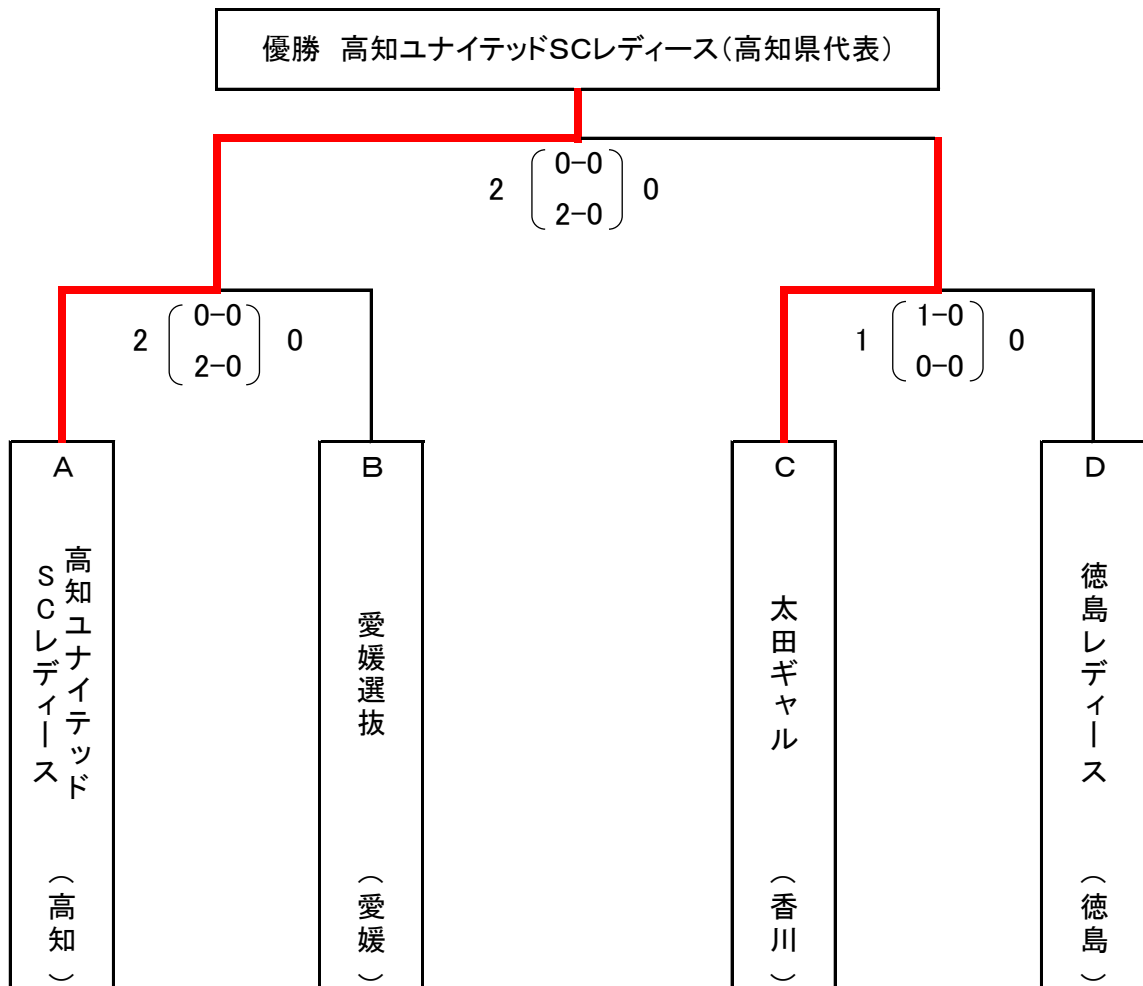 優勝 高知ユナイテッドSCレディース(高知県代表)
0-0
2 0
2-0
0-0
2 0
2-0
1-0
1 0
0-0
A
高知ユナイテッド
SCレディース
(高知)
B
愛媛選抜
(愛媛)
C
太田ギャル
(香川)
D
徳島レディース
(徳島)